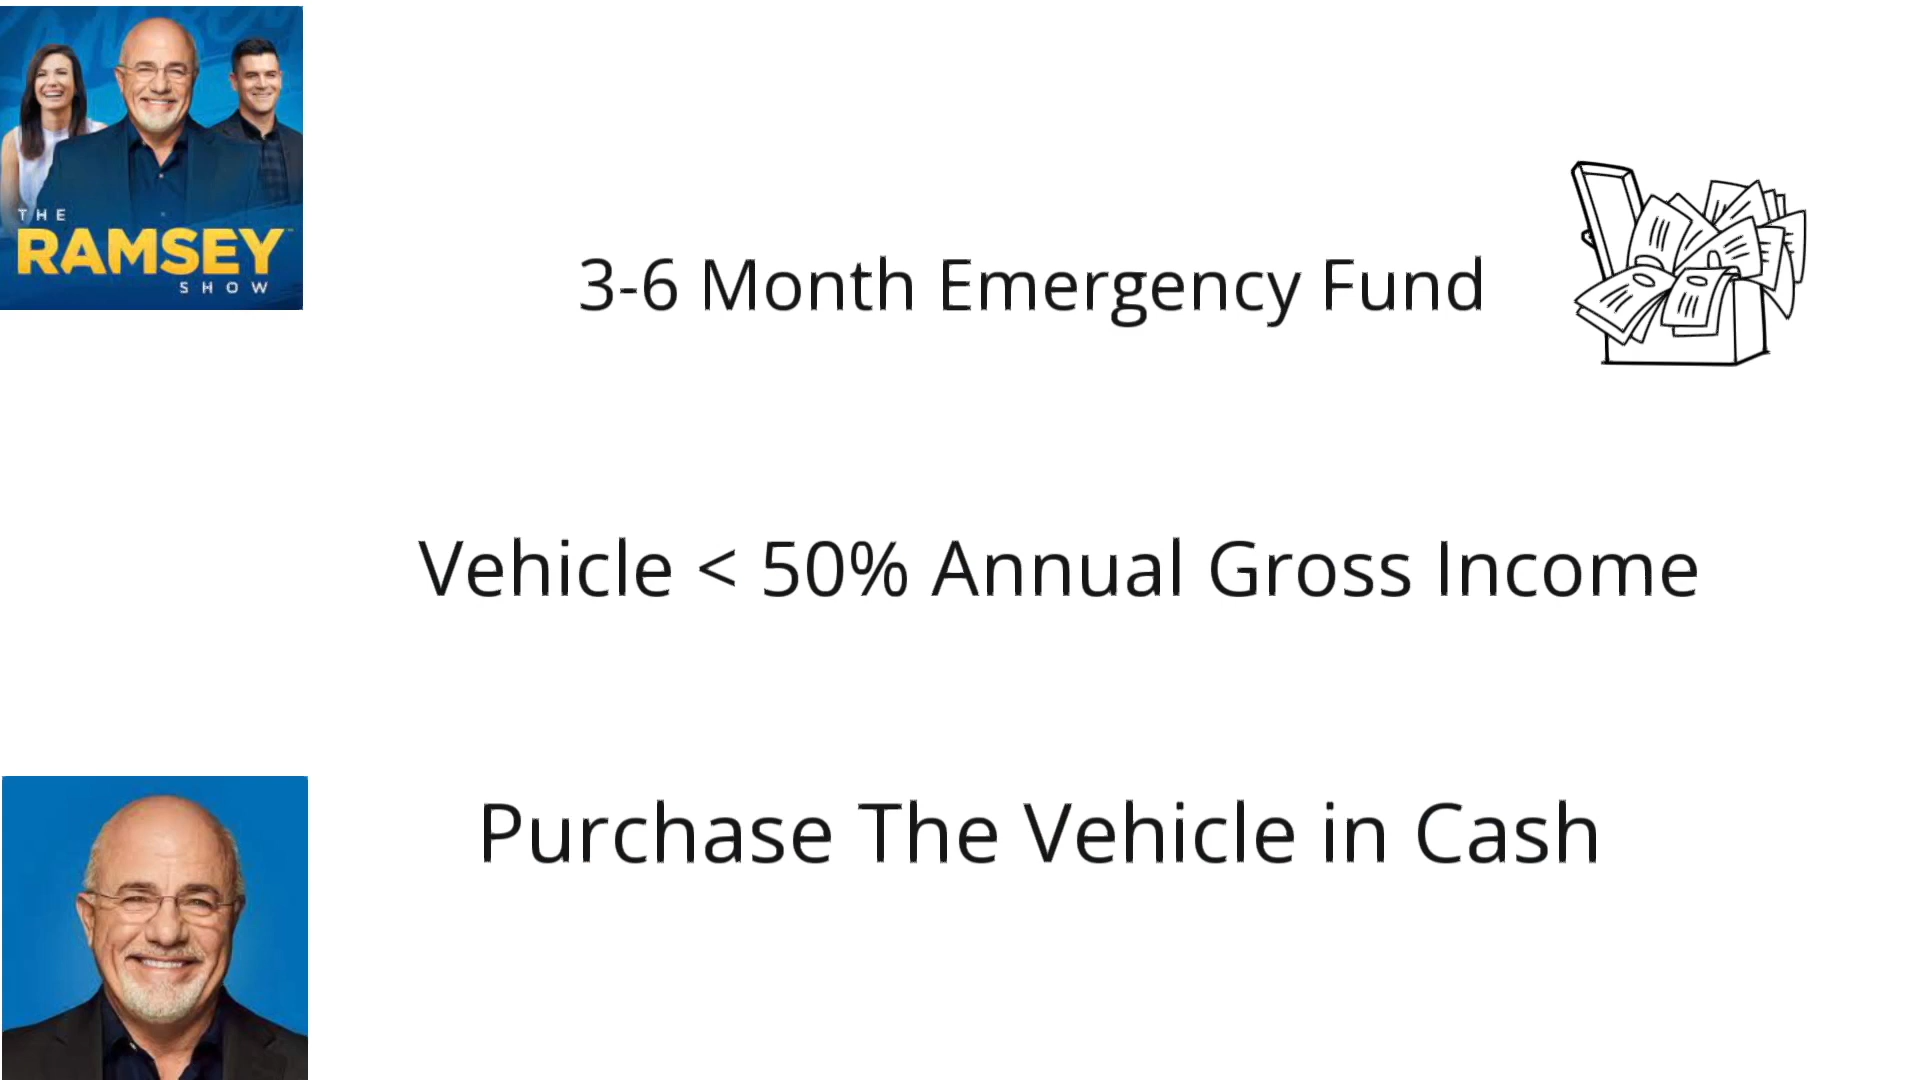 THE
RAMSEY
SHOW
3-6 Month Emergency Fund
Vehicle < 50% Annual Gross Income
Purchase The Vehicle in Cash